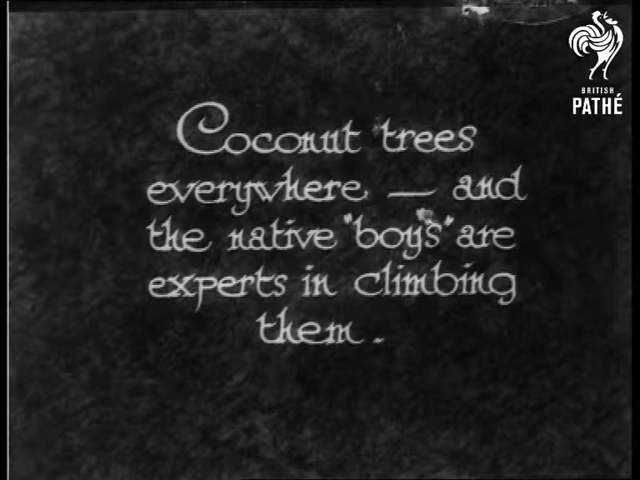 BRITISH
PATHÉ
Coconut trees
everywhere — and
the native "boys" are
experts in climbing
them.